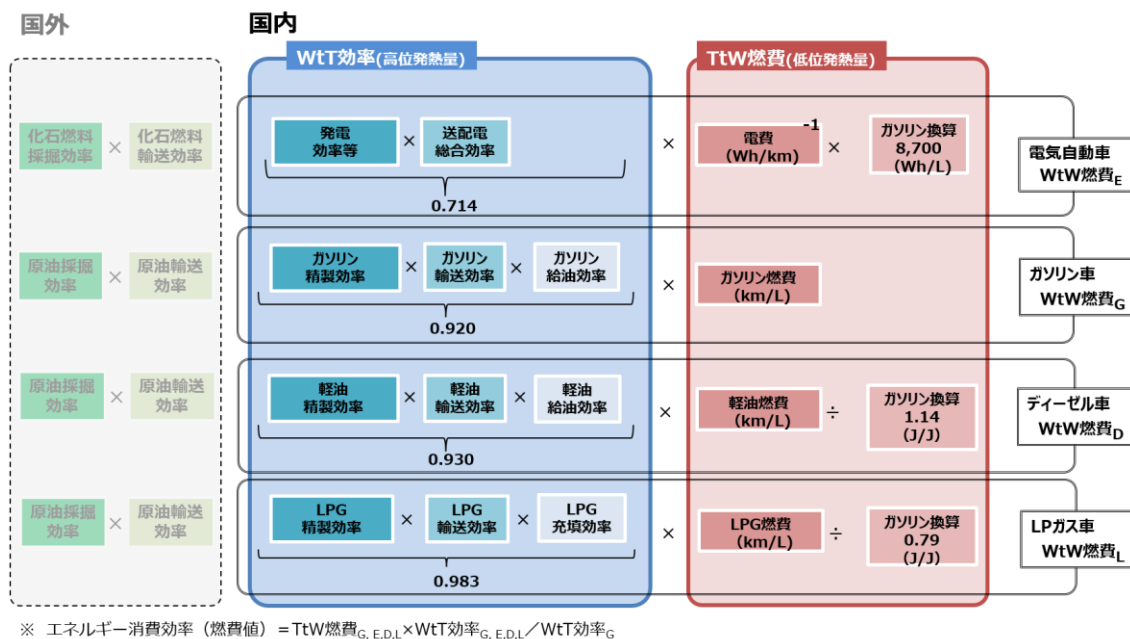 国外
国内
WtT効率(高位発熱量)
TtW燃費(低位発熱量)
化石燃料
採掘効率
×
化石燃料
輸送効率
発電
効率等
×
送配電
総合効率
0.714
×
電費
(Wh/km)
-1
×
ガソリン換算
8,700
(Wh/L)
電気自動車
WtW燃費E
原油採掘
効率
×
原油輸送
効率
ガソリン
精製効率
×
ガソリン
輸送効率
×
ガソリン
給油効率
0.920
×
ガソリン燃費
(km/L)
ガソリン車
WtW燃費G
原油採掘
効率
×
原油輸送
効率
軽油
精製効率
×
軽油
輸送効率
×
軽油
給油効率
0.930
×
軽油燃費
(km/L)
÷
ガソリン換算
1.14
(J/J)
ディーゼル車
WtW燃費D
原油採掘
効率
×
原油輸送
効率
LPG
精製効率
×
LPG
輸送効率
×
LPG
充填効率
0.983
×
LPG燃費
(km/L)
÷
ガソリン換算
0.79
(J/J)
LPガス車
WtW燃費L
※ エネルギー消費効率（燃費値）＝TtW燃費G, E,D,L×WtT効率G, E,D,L／WtT効率G